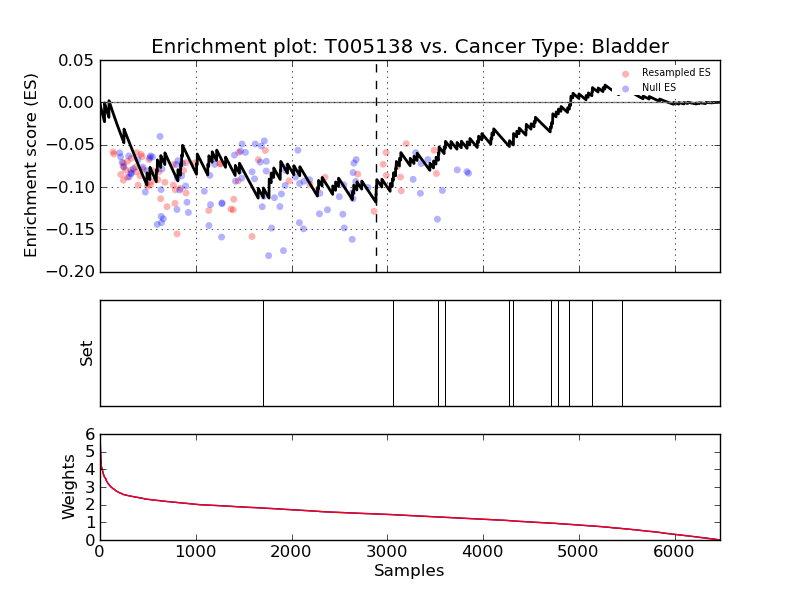 Enrichment plot: T005138 vs. Cancer Type: Bladder
Enrichment score (ES)
0.05
0.00
−0.05
−0.10
−0.15
−0.20
Resampled ES
Null ES
Set
Weights
6
5
4
3
2
1
0
0 1000 2000 3000 4000 5000 6000
Samples